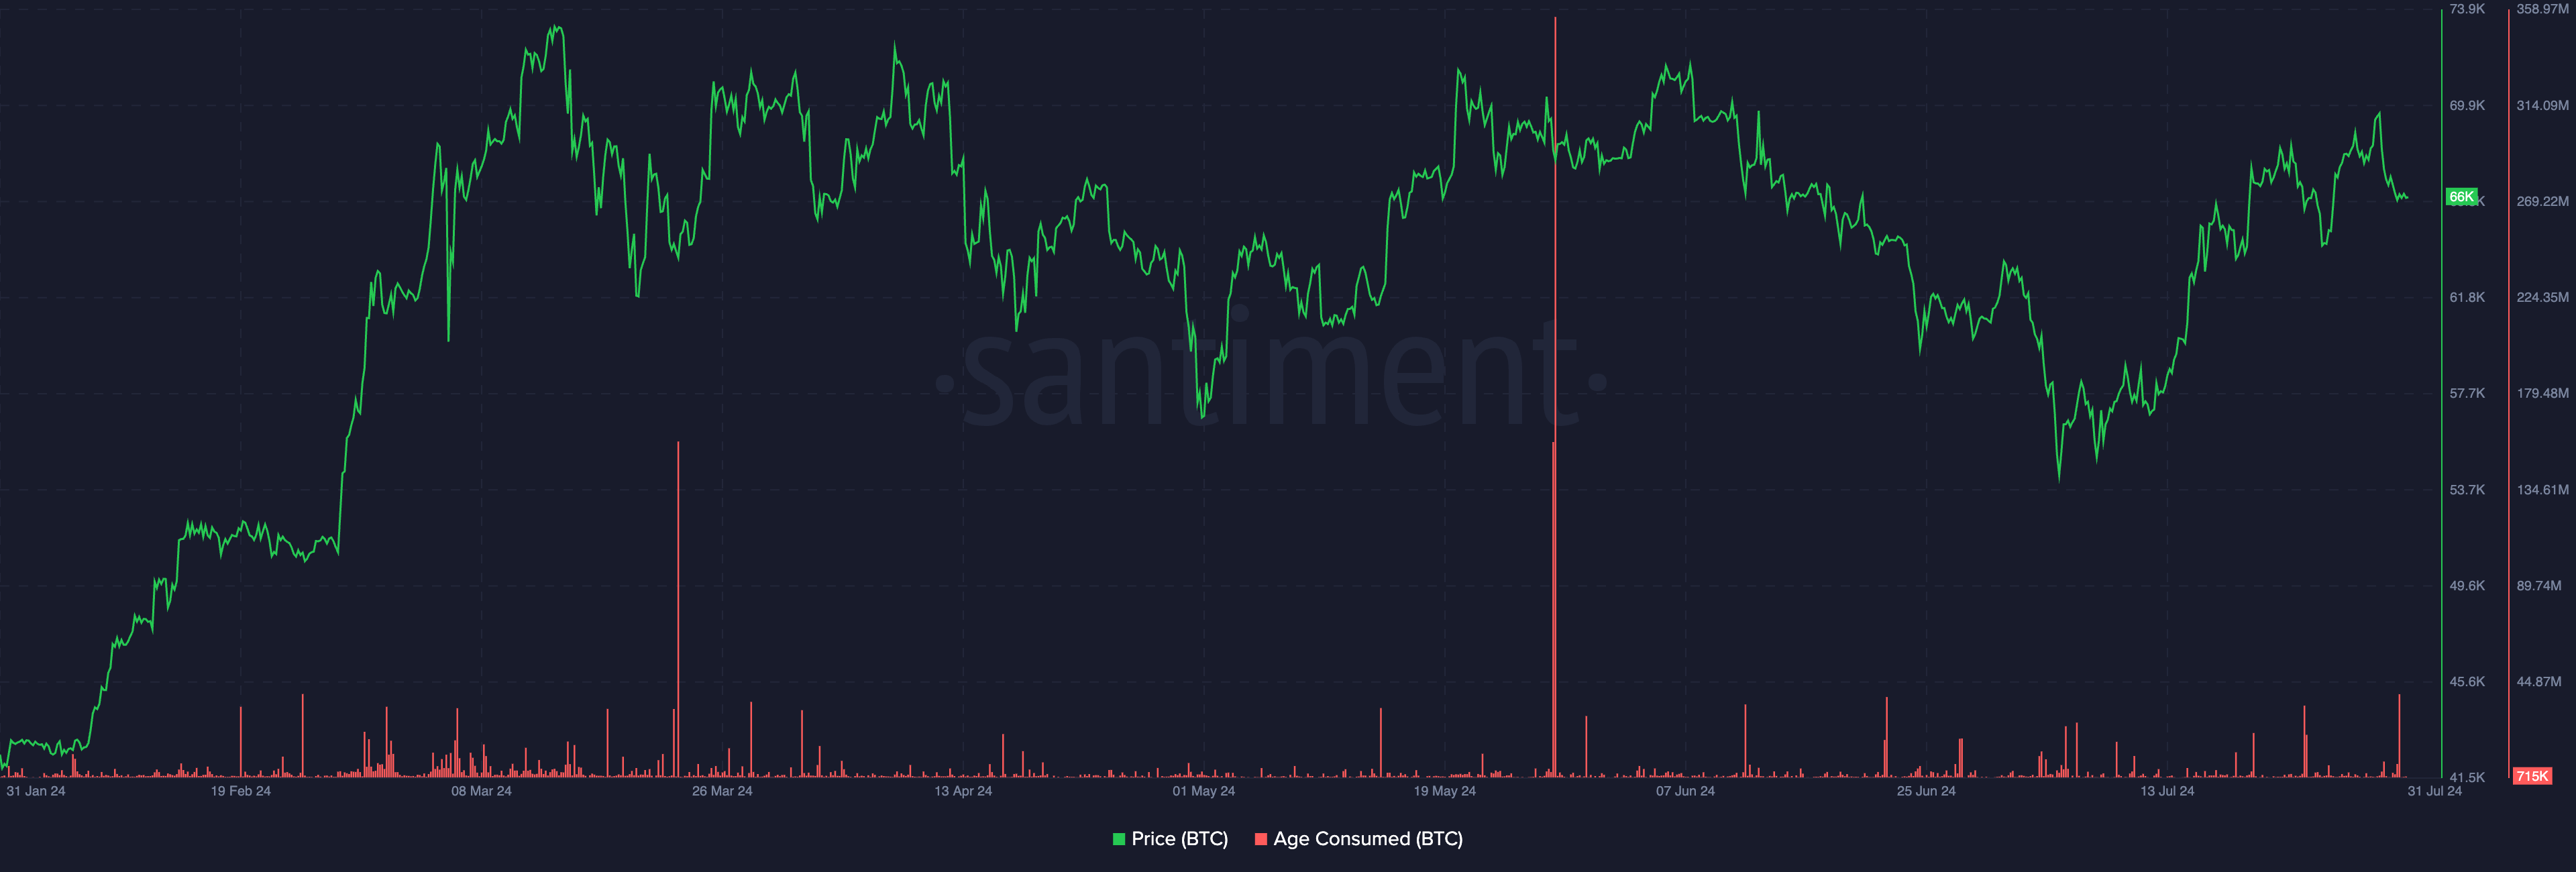 73.9K 358.97M
69.9K 314.09M
66K
269.22M
·santiment·
61.8K 224.35M
57.7K 179.48M
53.7K 134.61M
49.6K 89.74M
45.6K 44.87M
41.5K 715K
31 Jan 24 19 Feb 24 08 Mar 24 26 Mar 24 13 Apr 24 01 May 24 19 May 24 07 Jun 24 25 Jun 24 13 Jul 24 31 Jul 24
Price (BTC) Age Consumed (BTC)